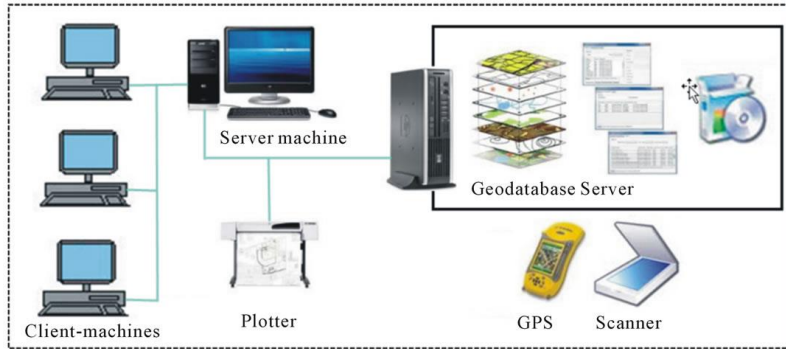 Server machine
Geodatabase Server
Client-machines
Plotter
GPS
Scanner